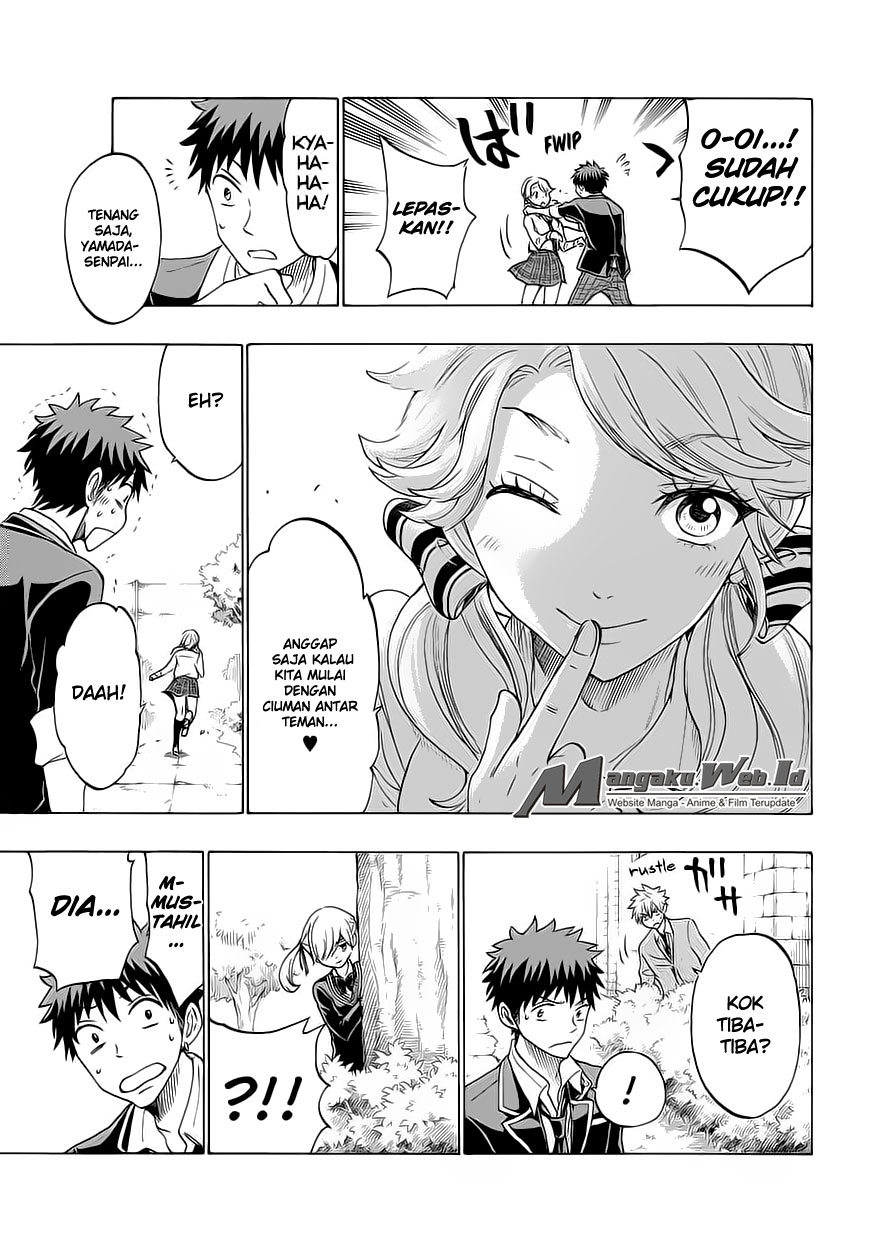 O-OI...!
SUDAH
CUKUP!!
ばっ
FWIP
LEPAS-
KAN!!
KYA-
HA-
HA-
HA!
TENANG
SAJA,
YAMADA-
SENPAI...
ANGGAP
SAJA KALAU
KITA MULAI
DENGAN
CIUMAN ANTAR
TEMAN...
♥
MangakuWeb.Id
Website Manga - Anime & Film Terupdate
EH?
DAAH!
rustle
ガサ
KOK
TIBA-
TIBA?
!
?!!
M-
MUS-
TAHIL
...
DIA...